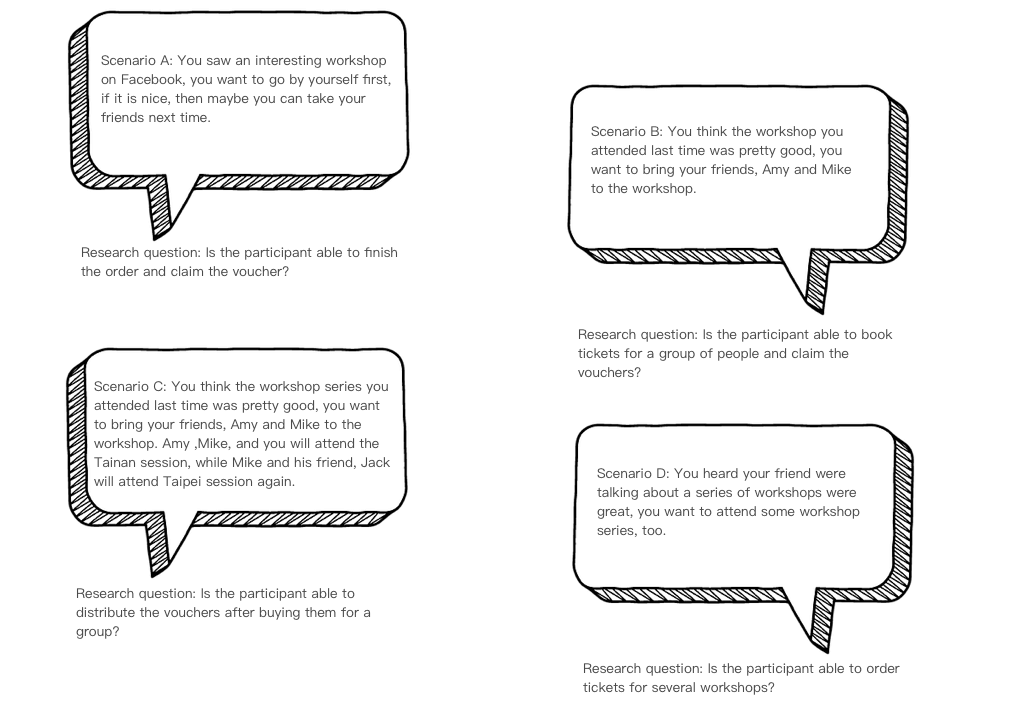 Scenario A: You saw an interesting workshop
on Facebook, you want to go by yourself first,
if it is nice, then maybe you can take your
friends next time.
Research question: Is the participant able to finish
the order and claim the voucher?
Scenario B: You think the workshop you
attended last time was pretty good, you
want to bring your friends, Amy and Mike
to the workshop.
Research question: Is the participant able to book
tickets for a group of people and claim the
vouchers?
Scenario C: You think the workshop series you
attended last time was pretty good, you want
to bring your friends, Amy and Mike to the
workshop. Amy ,Mike, and you will attend the
Tainan session, while Mike and his friend, Jack
will attend Taipei session again.
Research question: Is the participant able to
distribute the vouchers after buying them for a
group?
Scenario D: You heard your friend were
talking about a series of workshops were
great, you want to attend some workshop
series, too.
Research question: Is the participant able to order
tickets for several workshops?